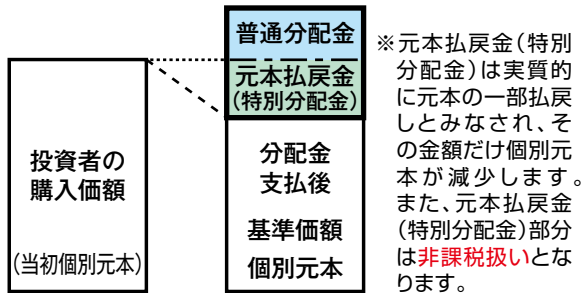 投資者の
購入価額
(当初個別元本)
普通分配金
元本払戻金
(特別分配金)
分配金
支払後
基準価額
個別元本
※元本払戻金(特別
分配金)は実質的
に元本の一部払戻
しとみなされ、そ
の金額だけ個別元
本が減少します。
また、元本払戻金
(特別分配金)部分
は非課税扱いとな
ります。